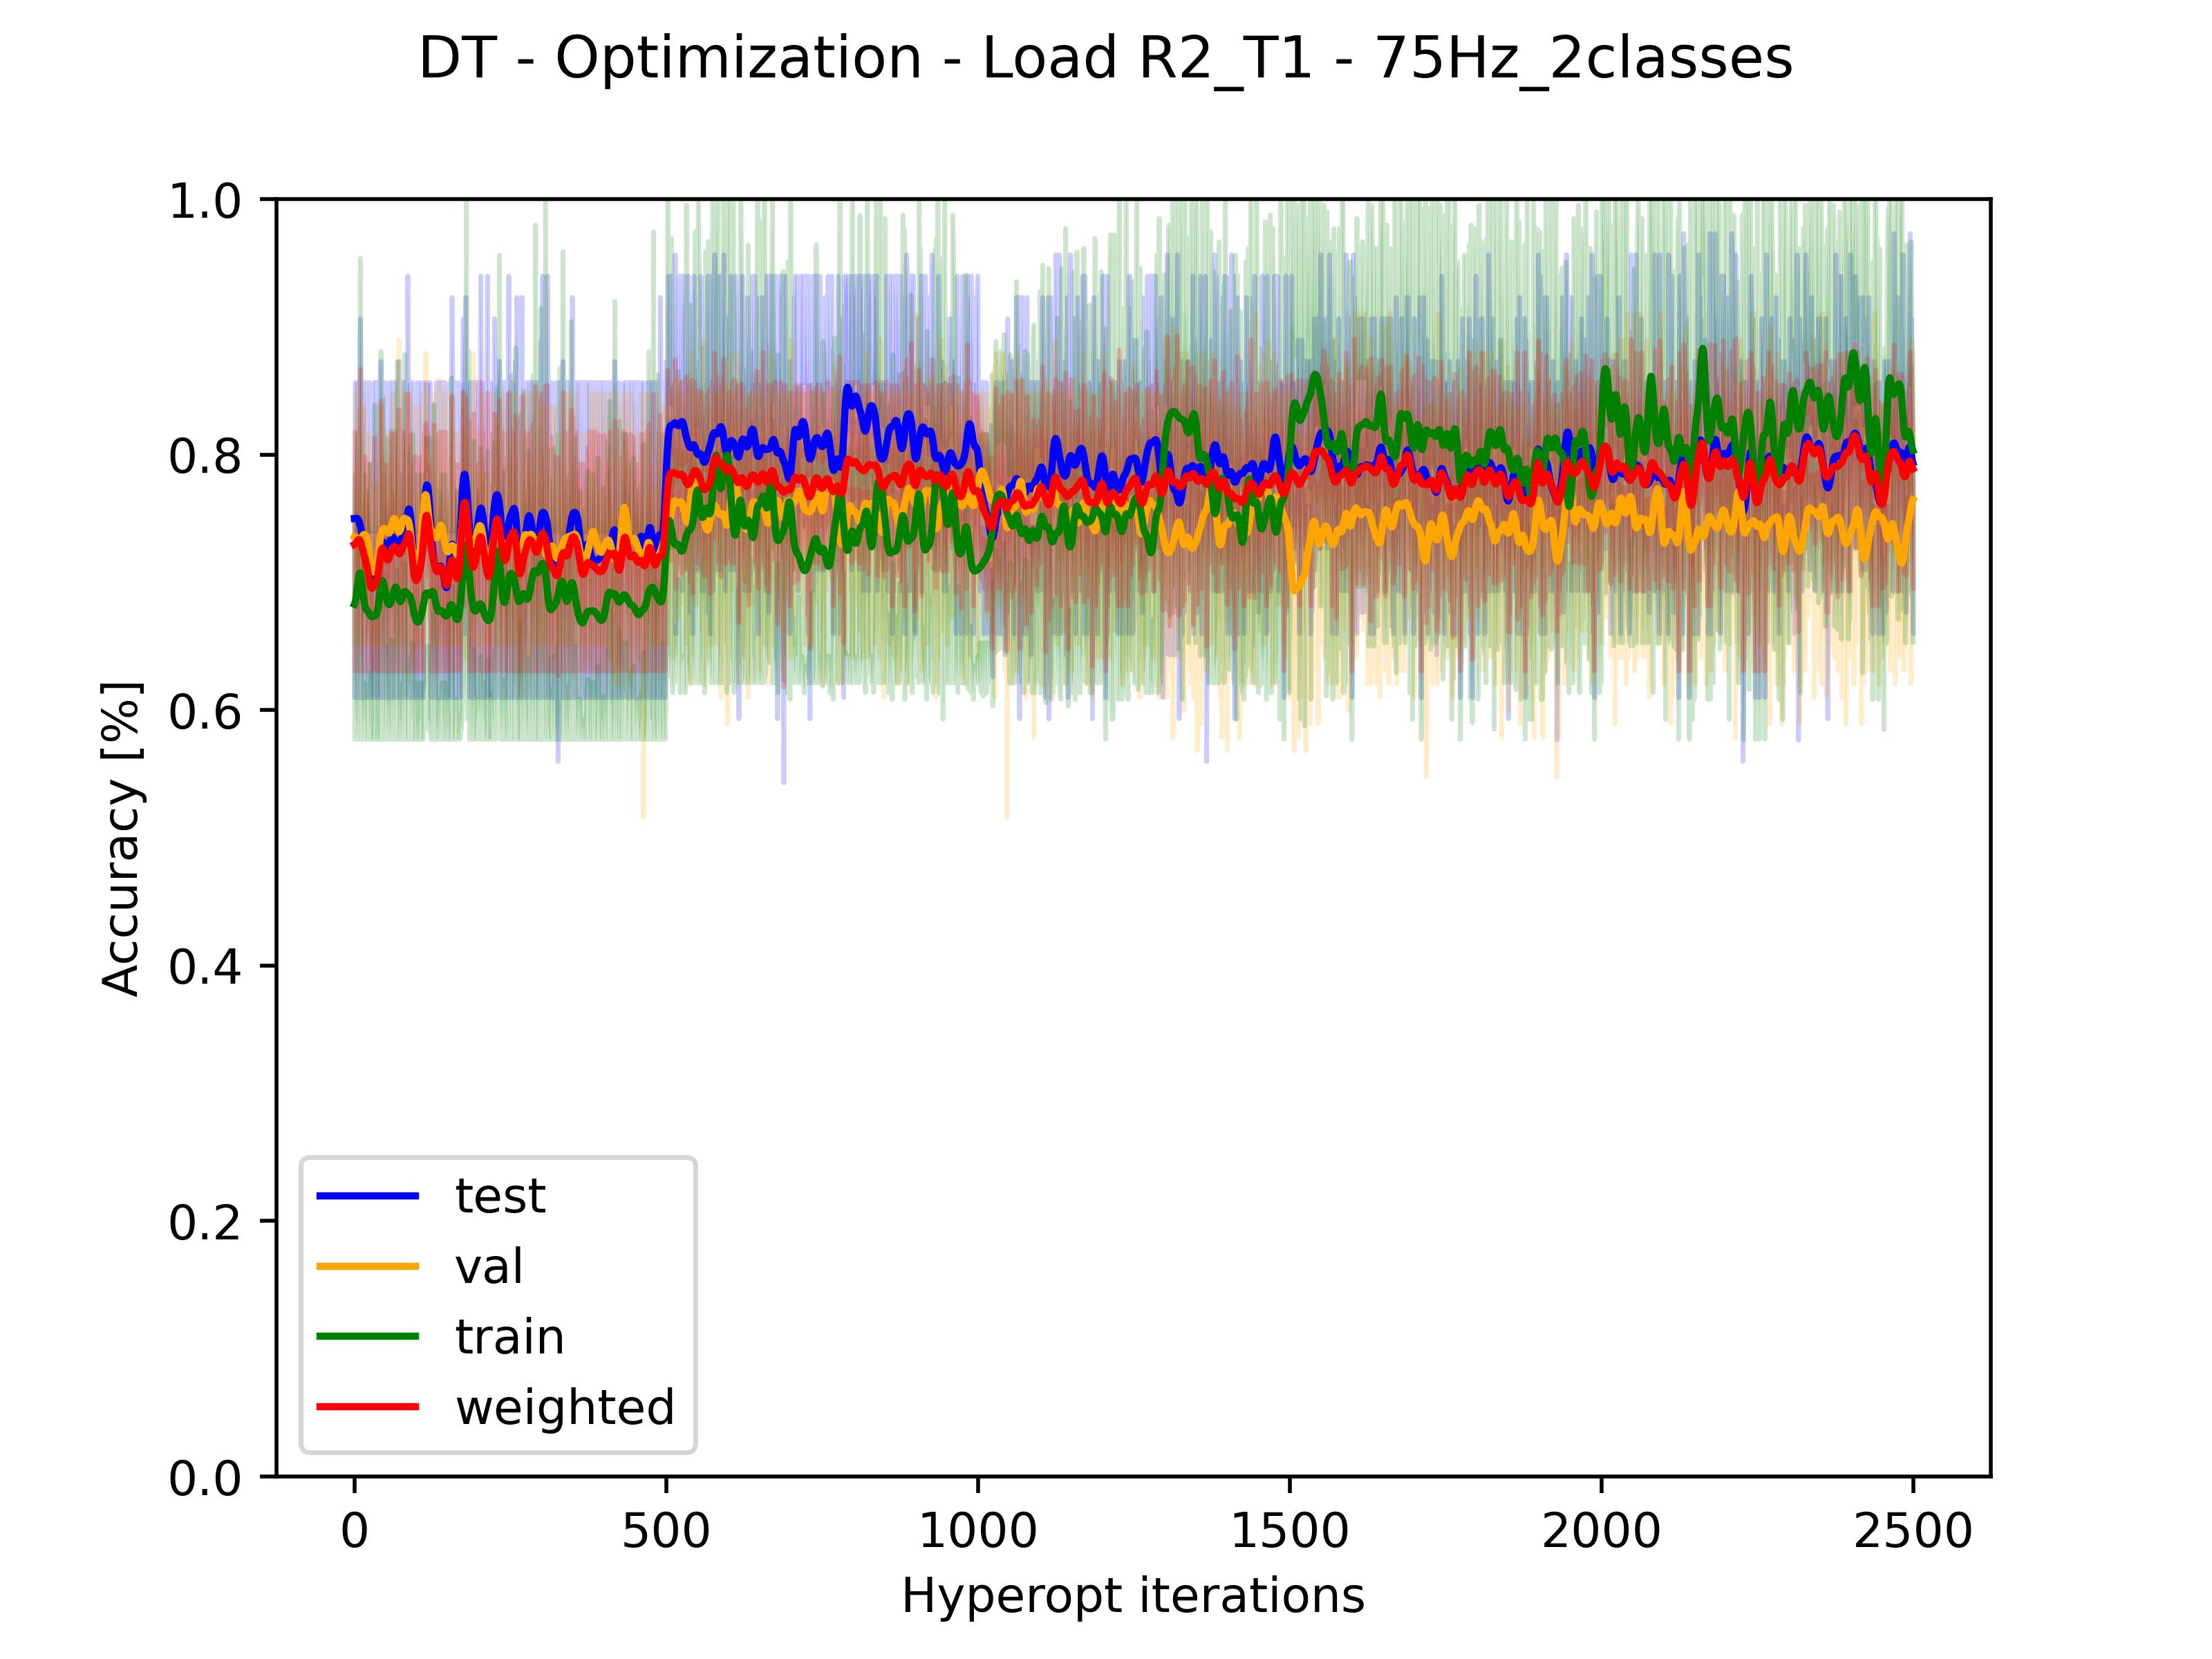 DT - Optimization - Load R2_T1 - 75Hz_2classes
1.0
0.8
0.6
0.4
0.2
0.0
Accuracy [%]
test
val
train
weighted
0 500 1000 1500 2000 2500
Hyperopt iterations